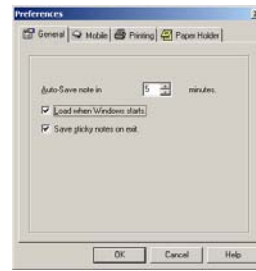 Preferences
General Mobile Printing Paper Holder
Auto-Save note in 5 minutes.
Load when Windows starts
Save sticky notes on exit.
OK Cancel Help